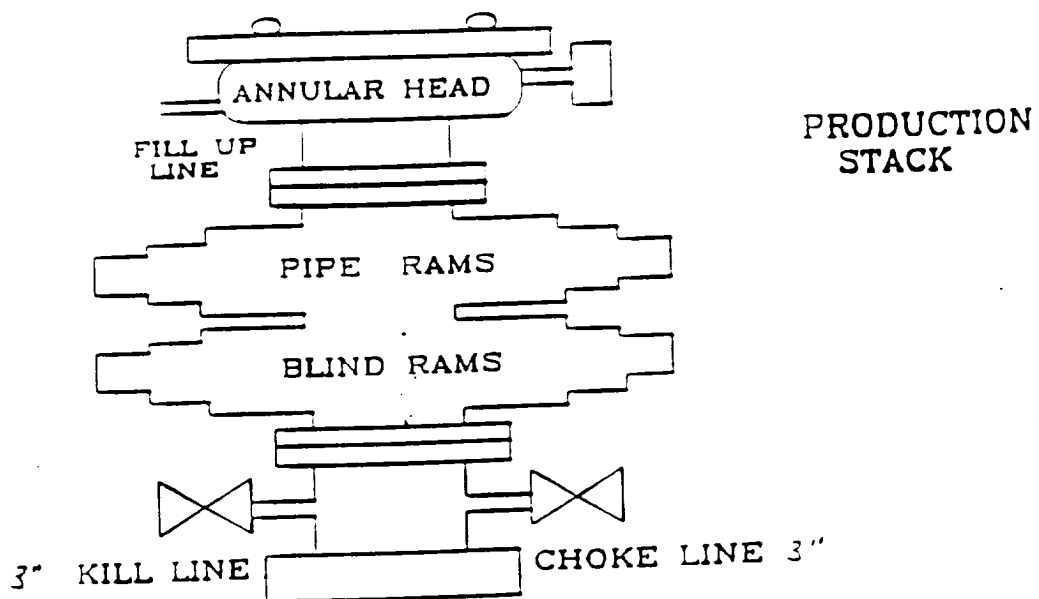 ANNULAR HEAD
FILL UP
LINE
PRODUCTION
STACK
PIPE RAMS
BLIND RAMS
3" KILL LINE
CHOKE LINE 3"